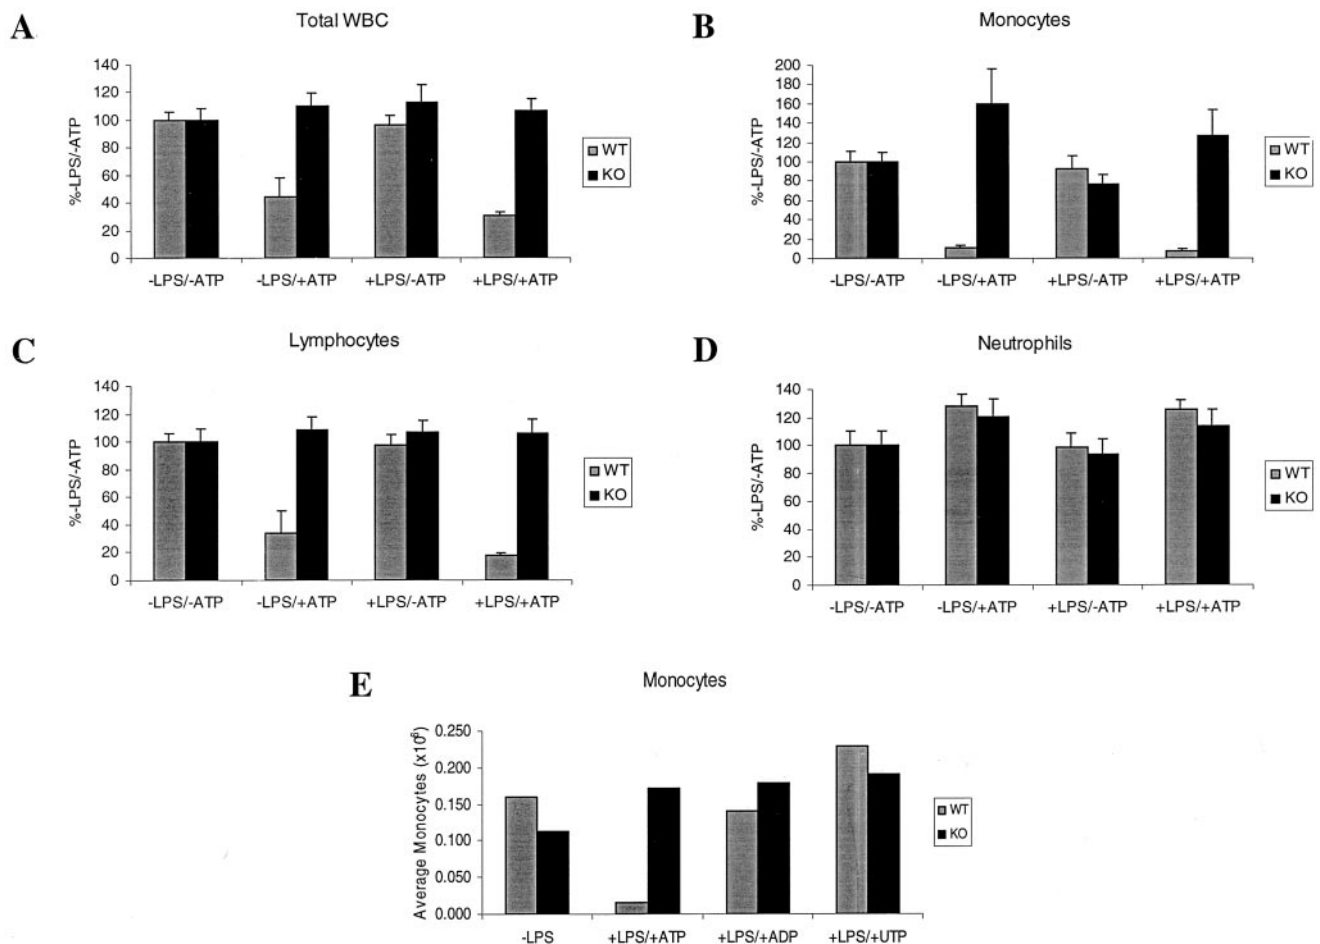 A
Total WBC
%-LPS/-ATP
140
120
100
80
60
40
20
0
-LPS/-ATP -LPS/+ATP +LPS/-ATP +LPS/+ATP
WT
KO
B
Monocytes
%-LPS/-ATP
200
180
160
140
120
100
80
60
40
20
0
-LPS/-ATP -LPS/+ATP +LPS/-ATP +LPS/+ATP
WT
KO
C
Lymphocytes
%-LPS/-ATP
140
120
100
80
60
40
20
0
-LPS/-ATP -LPS/+ATP +LPS/-ATP +LPS/+ATP
WT
KO
D
Neutrophils
%-LPS/-ATP
140
120
100
80
60
40
20
0
-LPS/-ATP -LPS/+ATP +LPS/-ATP +LPS/+ATP
WT
KO
E
Monocytes
Average Monocytes (x10⁶)
0.250
0.200
0.150
0.100
0.050
0.000
-LPS +LPS/+ATP +LPS/+ADP +LPS/+UTP
WT
KO